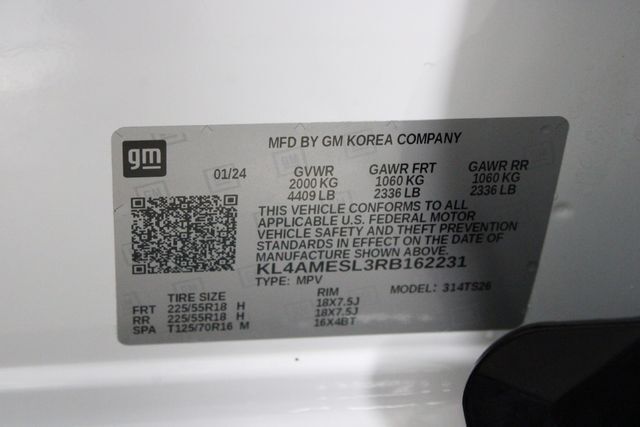 MFD BY GM KOREA COMPANY
gm
01/24 GVWR GAWR FRT GAWR RR
2000 KG 1060 KG 1060 KG
4409 LB 2336 LB 2336 LB
THIS VEHICLE CONFORMS TO ALL
APPLICABLE U.S. FEDERAL MOTOR
VEHICLE SAFETY AND THEFT PREVENTION
STANDARDS IN EFFECT ON THE DATE OF
MANUFACTURE SHOWN ABOVE.
KL4AMESL3RB162231
TYPE: MPV MODEL: 314TS26
TIRE SIZE RIM
FRT 225/55R18 H 18X7.5J
RR 225/55R18 H 18X7.5J
SPA T125/70R16 M 16X4BT